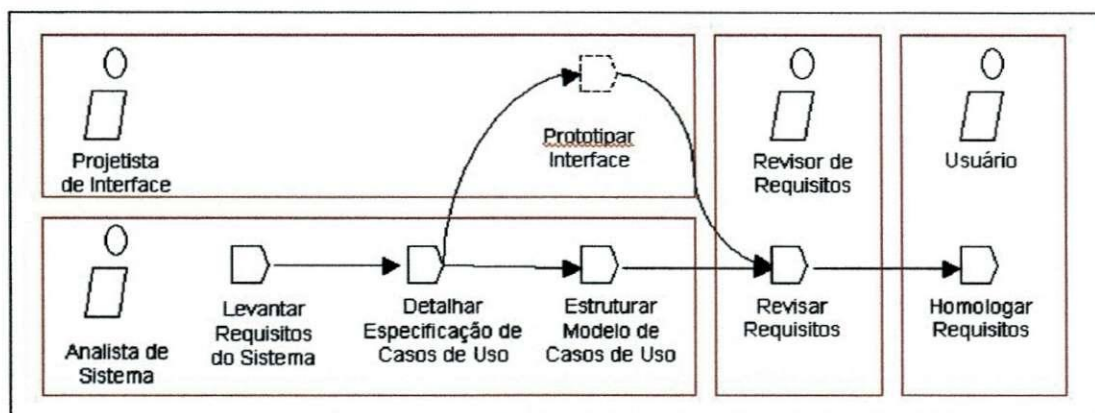 Projetista
de Interface
Prototipar
Interface
Revisor de
Requisitos
Usuário
Analista de
Sistema
Levantar
Requisitos
do Sistema
Detalhar
Especificação de
Casos de Uso
Estruturar
Modelo de
Casos de Uso
Revisar
Requisitos
Homologar
Requisitos